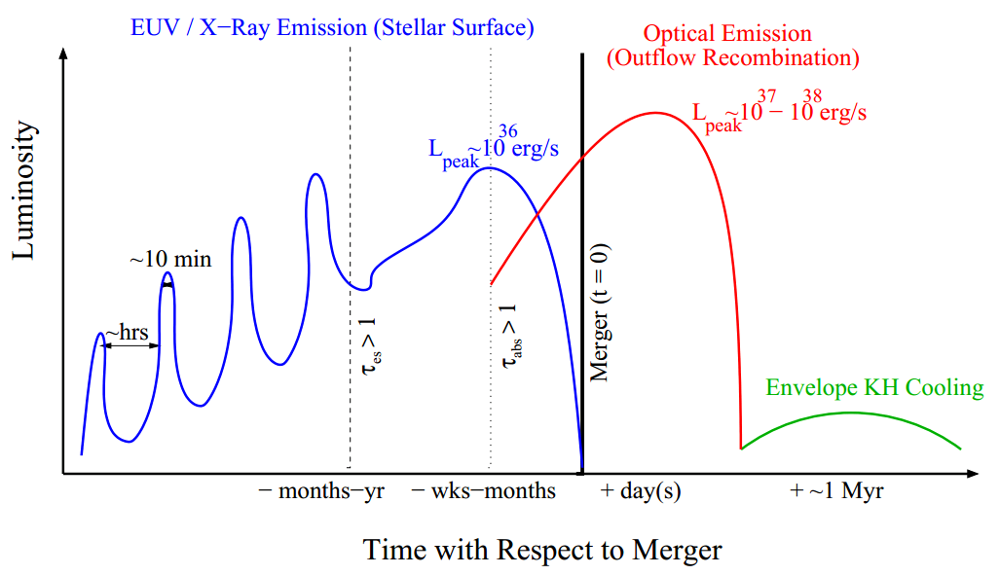 EUV / X−Ray Emission (Stellar Surface)
Optical Emission
(Outflow Recombination)
L_peak ~10^37 − 10^38 erg/s
L_peak ~10^36 erg/s
Luminosity
~10 min
~hrs
τ_es > 1
τ_abs > 1
Merger (t = 0)
Envelope KH Cooling
− months−yr
− wks−months
+ day(s)
+ ~1 Myr
Time with Respect to Merger